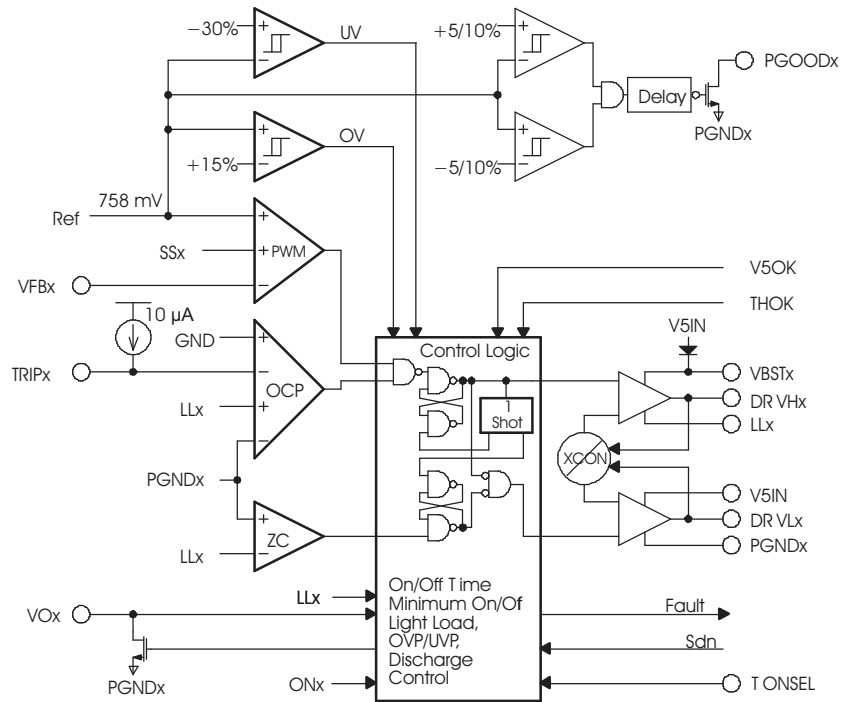 −30%
+
−
UV
+5/10%
+
−
PGOODx
Delay
PGNDx
+
−
OV
+15%
+
−
−5/10%
Ref
758 mV
+
SSx
+
PWM
VFBx
−
V5OK
THOK
10 µA
GND
+
TRIPx
−
OCP
LLx
+
−
PGNDx
+
ZC
LLx
−
Control Logic
1
Shot
V5IN
VBSTx
DR VHx
LLx
XCON
V5IN
DR VLx
PGNDx
LLx
VOx
PGNDx
ONx
On/Off T ime
Minimum On/Of
Light Load,
OVP/UVP,
Discharge
Control
Fault
Sdn
T ONSEL